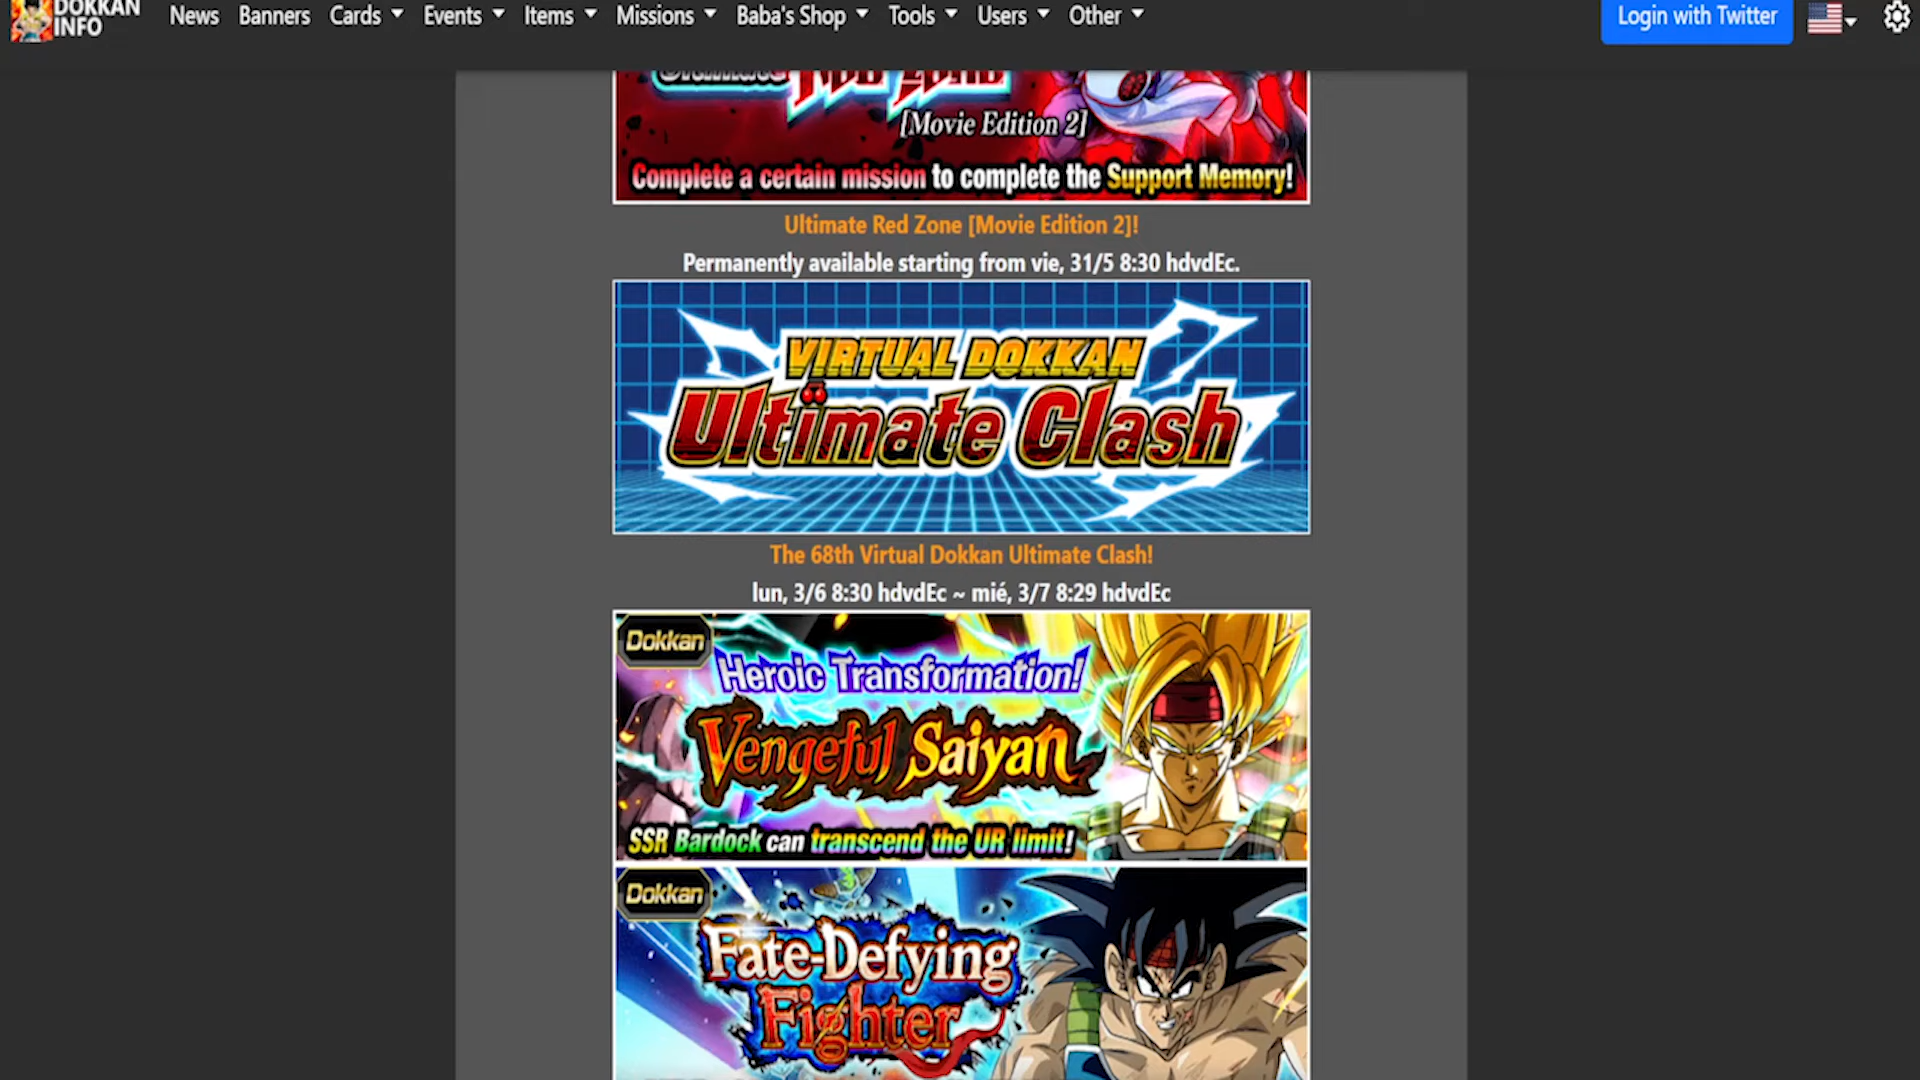 DOKKAN
INFO
News Banners Cards Events Items Missions Baba's Shop Tools Users Other Login with Twitter
Ultimate Red Zone
[Movie Edition 2]
Complete a certain mission to complete the Support Memory!
Ultimate Red Zone [Movie Edition 2]!
Permanently available starting from vie, 31/5 8:30 hdvdEc.
VIRTUAL DOKKAN
Ultimate Clash
The 68th Virtual Dokkan Ultimate Clash!
lun, 3/6 8:30 hdvdEc ~ mié, 3/7 8:29 hdvdEc
Dokkan
Heroic Transformation!
Vengeful Saiyan
SSR Bardock can transcend the UR limit!
Dokkan
Fate-Defying
Fighter